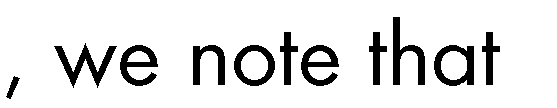 , we note that